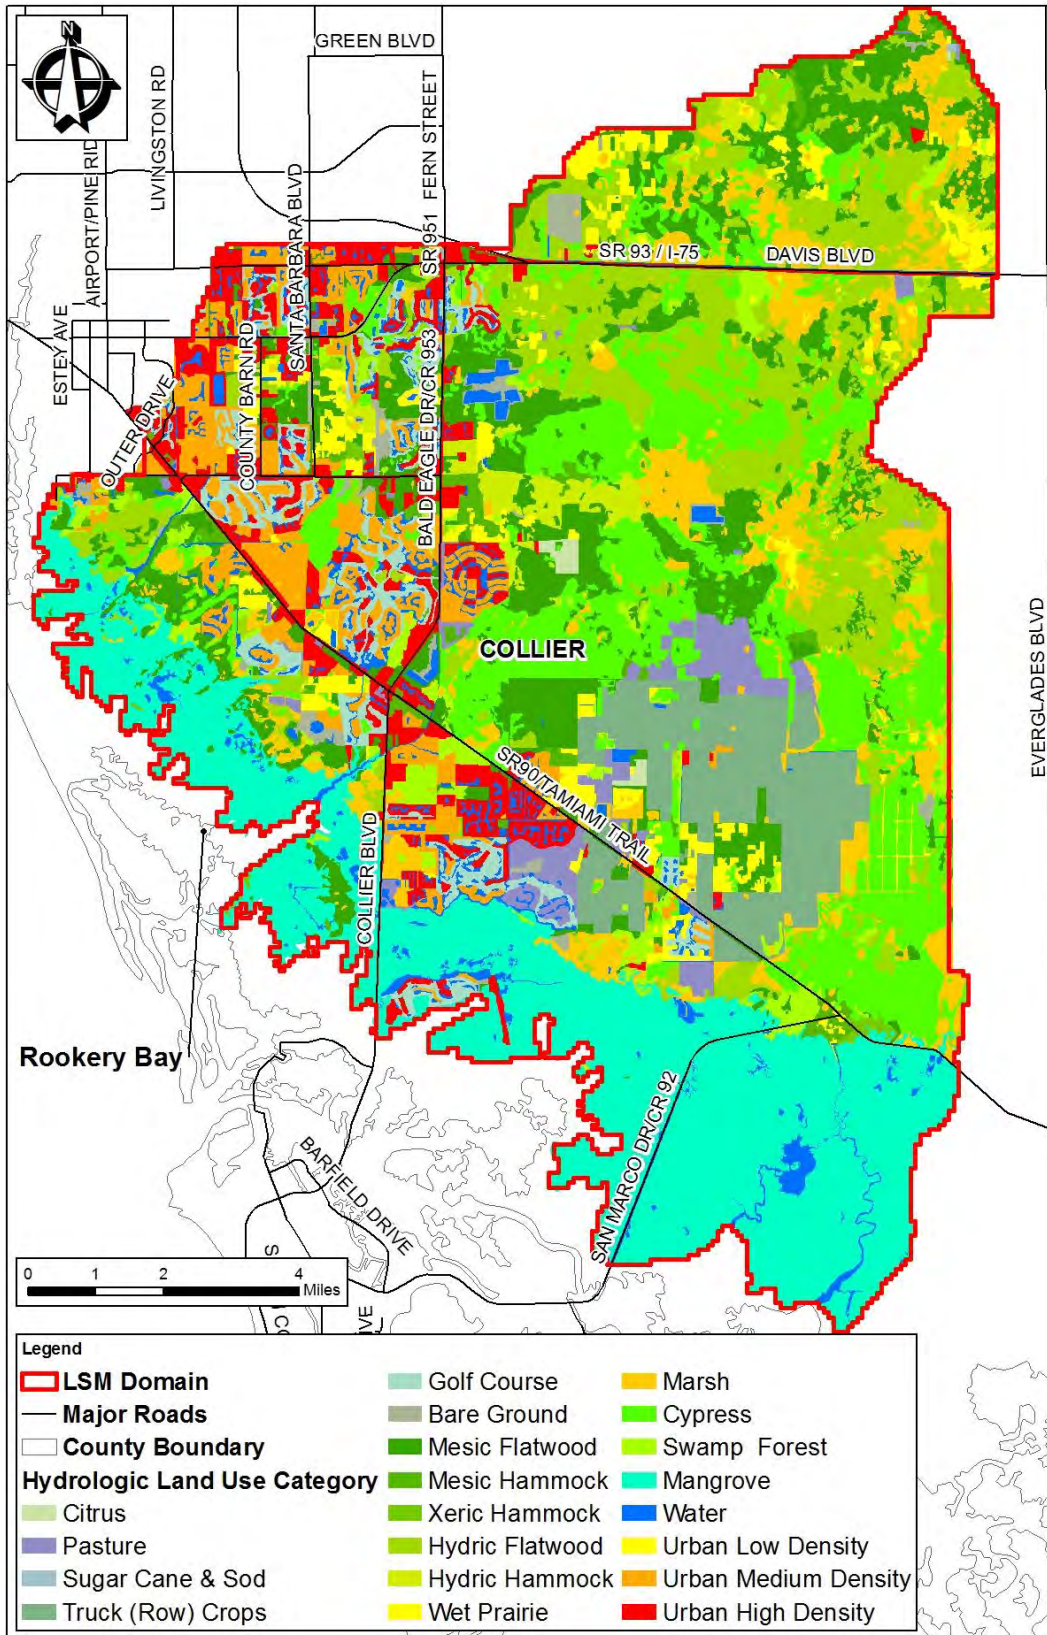 N
GREEN BLVD
LIVINGSTON RD
AIRPORT/PINE RID
SANTA BARBARA BLVD
SR 951 FERN STREET
SR 93 / I-75
DAVIS BLVD
ESTEY AVE
OUTER DRIVE
COUNTY BARN RD
BALD EAGLE DR/CR 953
COLLIER
EVERGLADES BLVD
SR90/TAMIAMI TRAIL
COLLIER BLVD
Rookery Bay
SAN MARCO DR/CR 92
BARFIELD DRIVE
S
CO
IVE
0 1 2 4
Miles
Legend
LSM Domain
Major Roads
County Boundary
Hydrologic Land Use Category
Citrus
Pasture
Sugar Cane & Sod
Truck (Row) Crops
Golf Course
Bare Ground
Mesic Flatwood
Mesic Hammock
Xeric Hammock
Hydric Flatwood
Hydric Hammock
Wet Prairie
Marsh
Cypress
Swamp Forest
Mangrove
Water
Urban Low Density
Urban Medium Density
Urban High Density